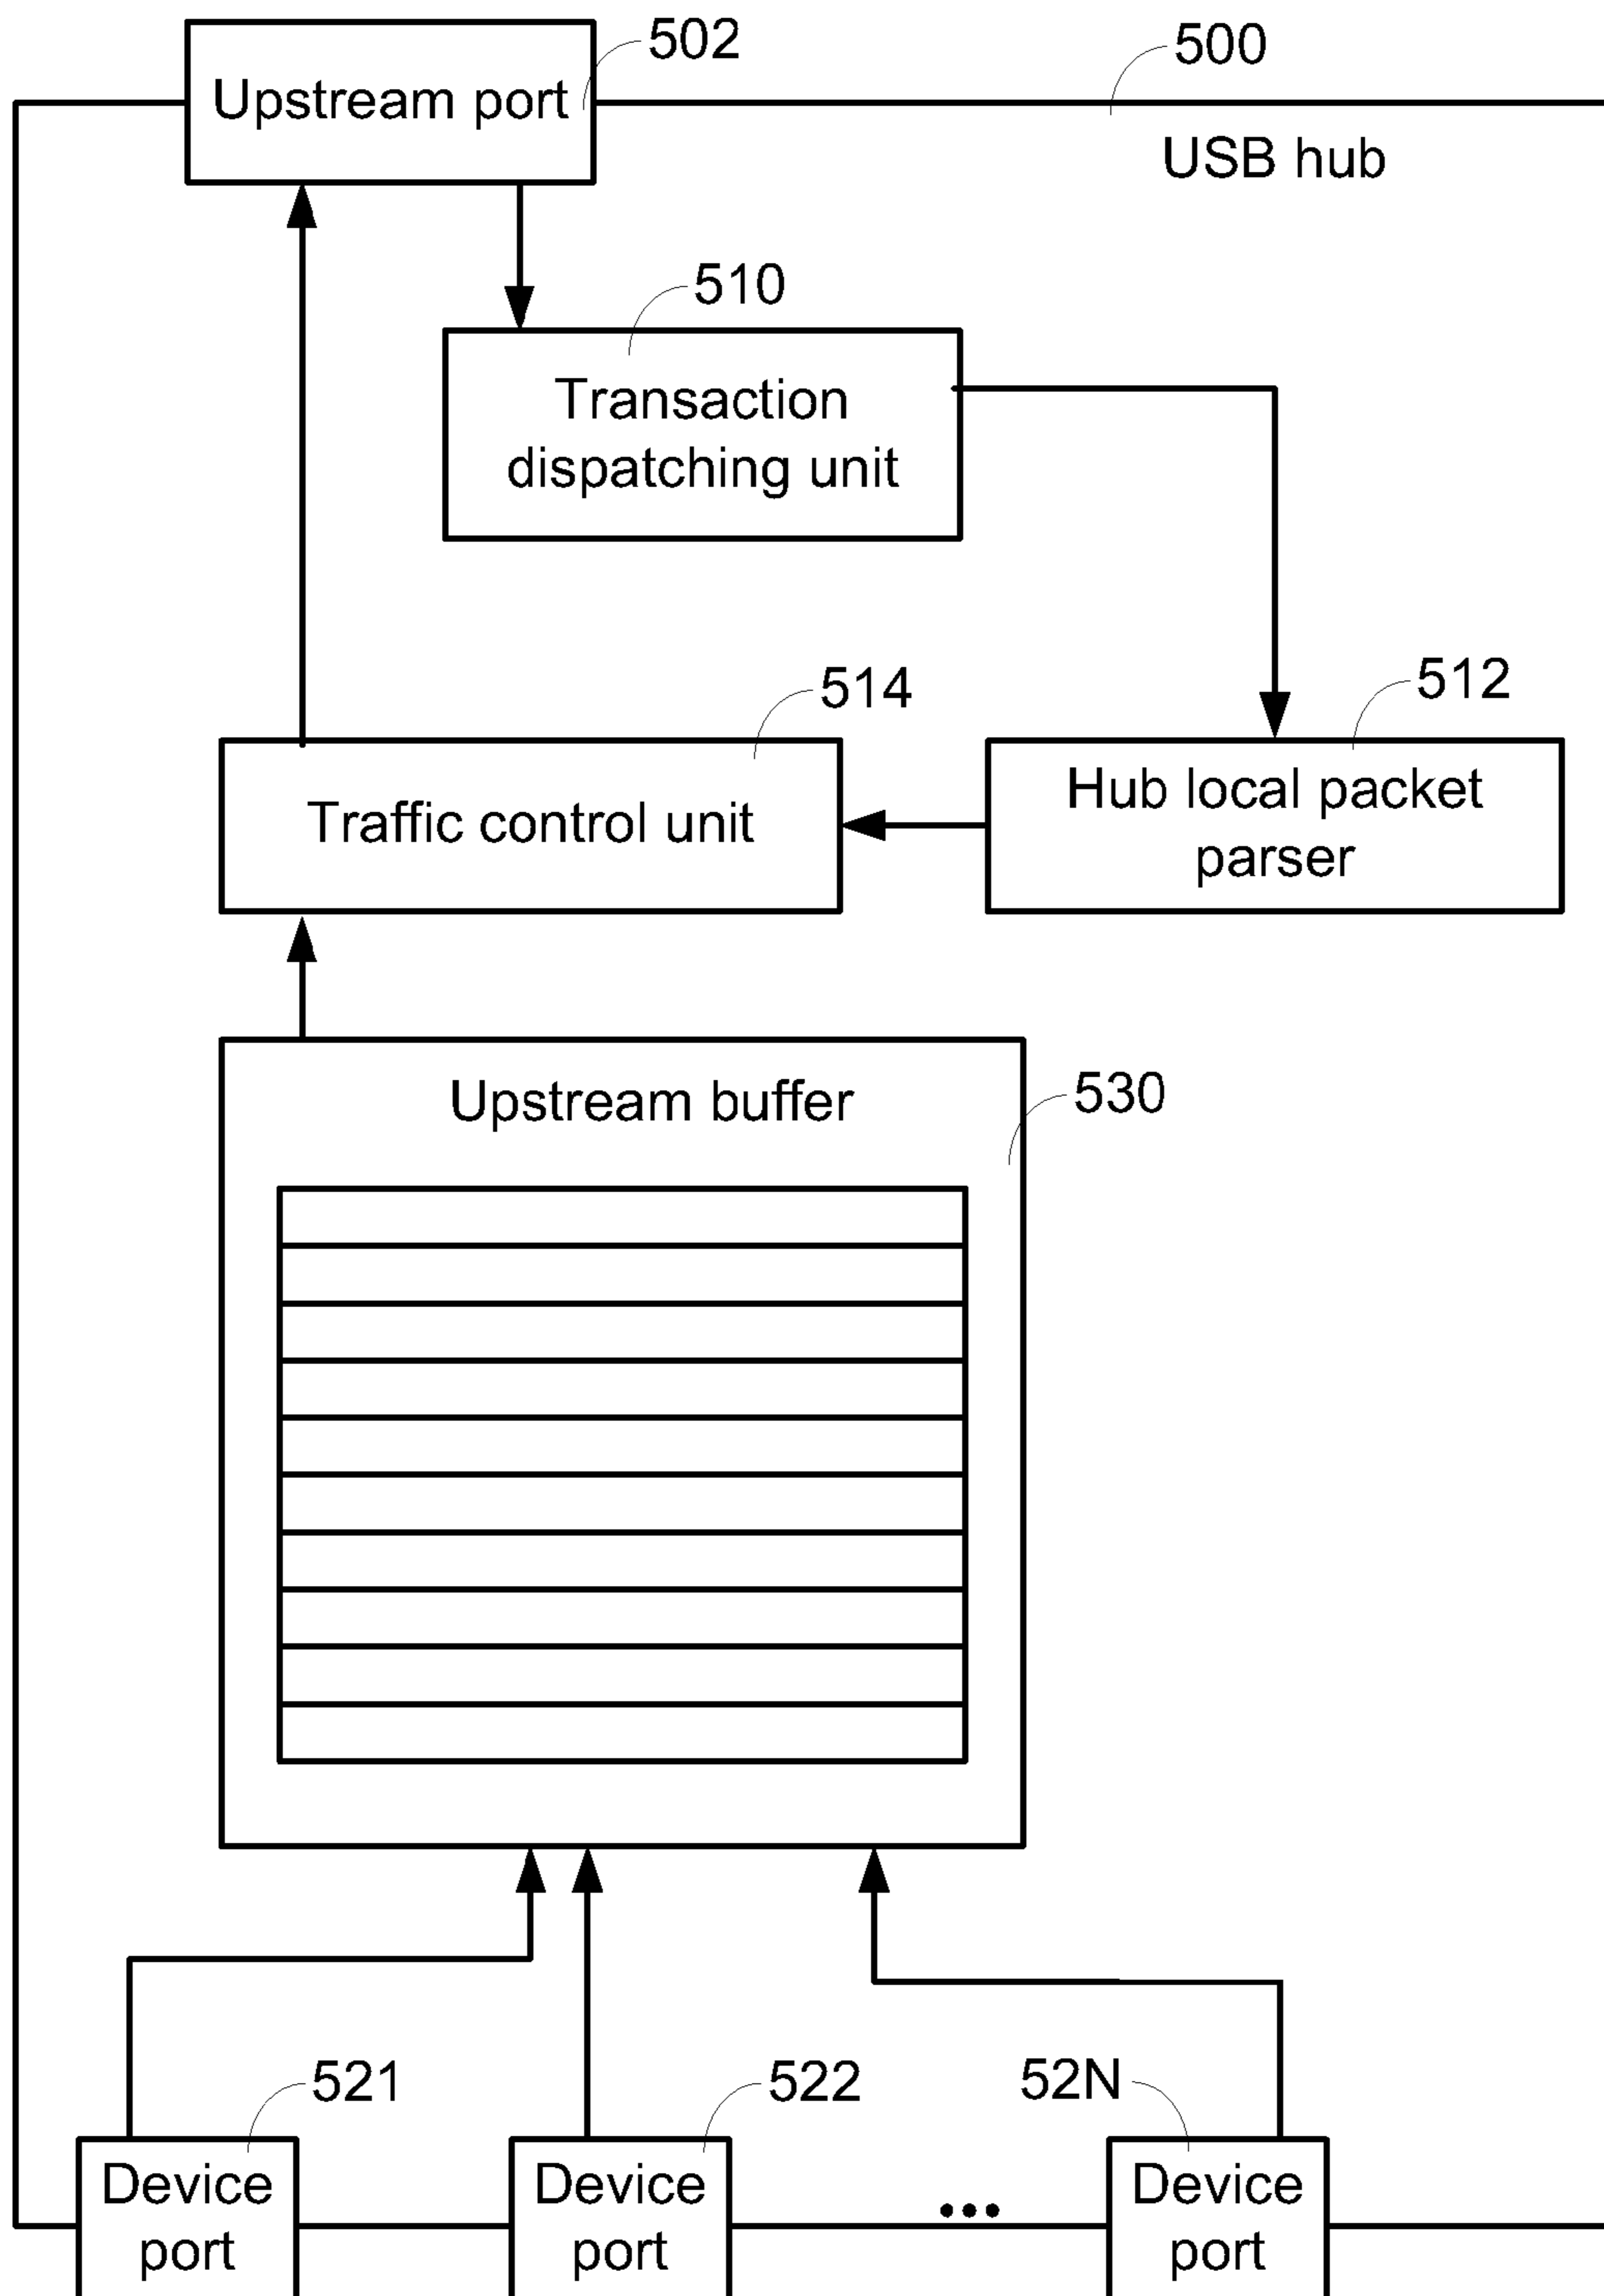 502
500
Upstream port
USB hub
510
Transaction
dispatching unit
514
512
Traffic control unit
Hub local packet
parser
Upstream buffer
530
521
522
52N
Device
port
Device
port
...
Device
port